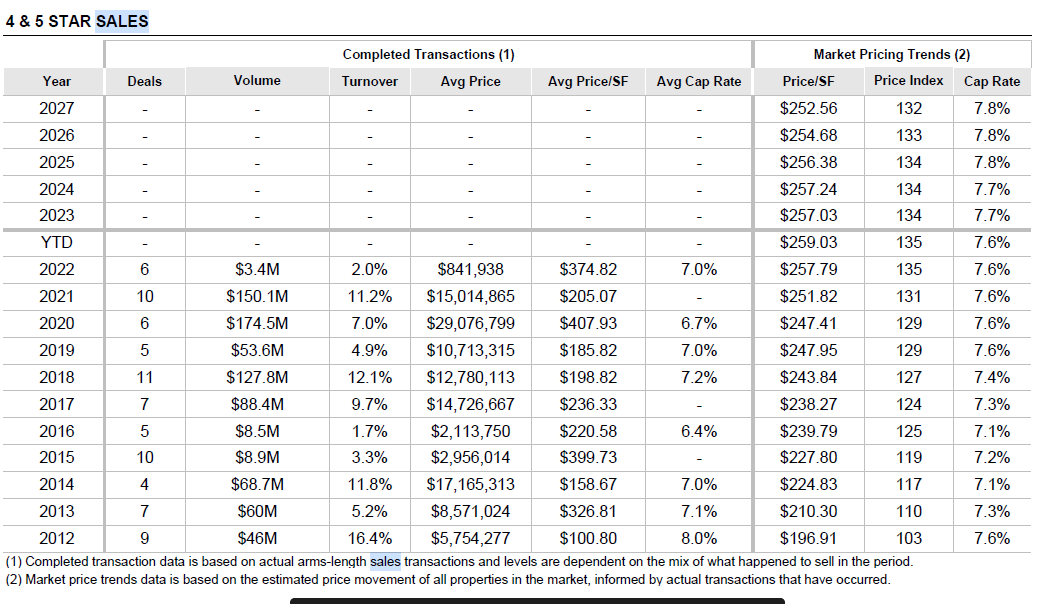 4 & 5 STAR SALES
Completed Transactions (1) Market Pricing Trends (2)
Year Deals Volume Turnover Avg Price Avg Price/SF Avg Cap Rate Price/SF Price Index Cap Rate
2027 - - - - - - $252.56 132 7.8%
2026 - - - - - - $254.68 133 7.8%
2025 - - - - - - $256.38 134 7.8%
2024 - - - - - - $257.24 134 7.7%
2023 - - - - - - $257.03 134 7.7%
YTD - - - - - - $259.03 135 7.6%
2022 6 $3.4M 2.0% $841,938 $374.82 7.0% $257.79 135 7.6%
2021 10 $150.1M 11.2% $15,014,865 $205.07 - $251.82 131 7.6%
2020 6 $174.5M 7.0% $29,076,799 $407.93 6.7% $247.41 129 7.6%
2019 5 $53.6M 4.9% $10,713,315 $185.82 7.0% $247.95 129 7.6%
2018 11 $127.8M 12.1% $12,780,113 $198.82 7.2% $243.84 127 7.4%
2017 7 $88.4M 9.7% $14,726,667 $236.33 - $238.27 124 7.3%
2016 5 $8.5M 1.7% $2,113,750 $220.58 6.4% $239.79 125 7.1%
2015 10 $8.9M 3.3% $2,956,014 $399.73 - $227.80 119 7.2%
2014 4 $68.7M 11.8% $17,165,313 $158.67 7.0% $224.83 117 7.1%
2013 7 $60M 5.2% $8,571,024 $326.81 7.1% $210.30 110 7.3%
2012 9 $46M 16.4% $5,754,277 $100.80 8.0% $196.91 103 7.6%
(1) Completed transaction data is based on actual arms-length sales transactions and levels are dependent on the mix of what happened to sell in the period.
(2) Market price trends data is based on the estimated price movement of all properties in the market, informed by actual transactions that have occurred.